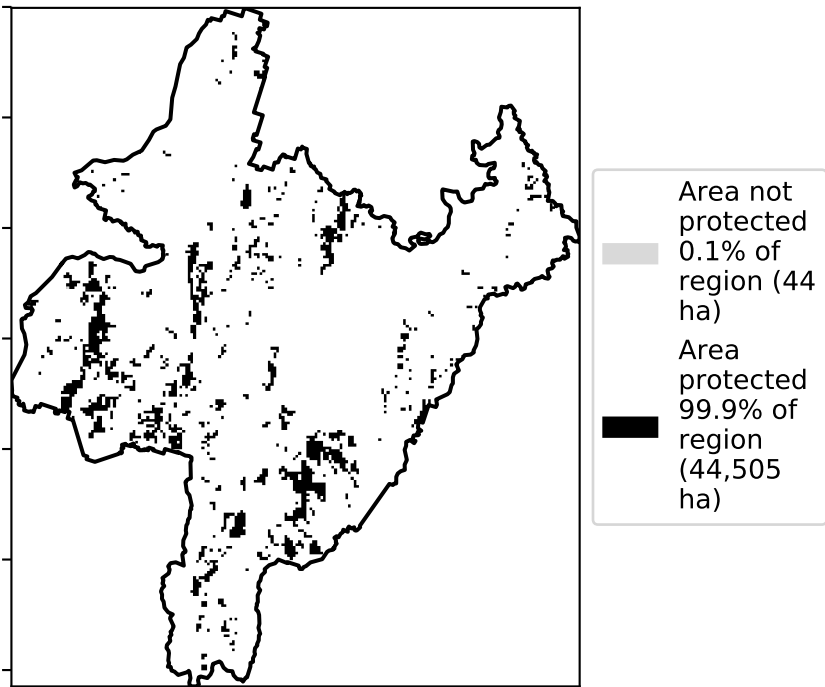 Area not
protected
0.1% of
region (44
ha)
Area
protected
99.9% of
region
(44,505
ha)